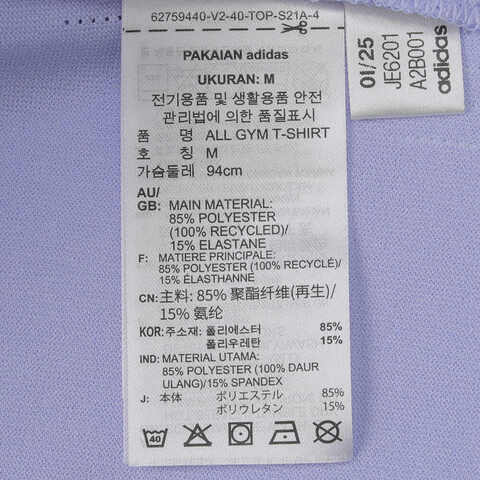 62759440-V2-40-TOP-S21A-4
PAKAIAN adidas
UKURAN: M
전기용품 및 생활용품 안전
관리법에 의한 품질표시
품 명 ALL GYM T-SHIRT
호 칭 M
가슴둘레 94cm
AU/
GB: MAIN MATERIAL:
85% POLYESTER
(100% RECYCLED)/
15% ELASTANE
F: MATIERE PRINCIPALE:
85% POLYESTER (100% RECYCLÉ)/
15% ÉLASTHANNE
CN: 主料: 85% 聚酯纤维(再生)/
15% 氨纶
KOR: 주소재: 폴리에스터 85%
폴리우레탄 15%
IND: MATERIAL UTAMA:
85% POLYESTER (100% DAUR
ULANG)/15% SPANDEX
J: 本体 ポリエステル 85%
ポリウレタン 15%
40
01/25
JE6201
A2B001
adidas